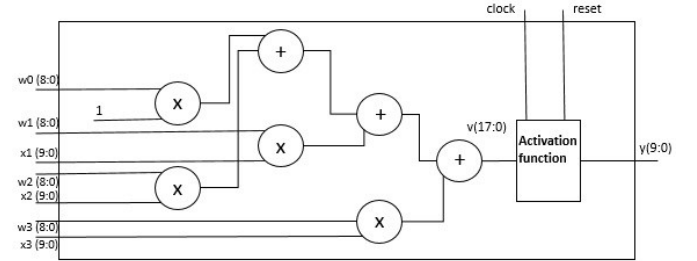 clock
reset
w0 (8:0)
1
w1 (8:0)
x1 (9:0)
w2 (8:0)
x2 (9:0)
w3 (8:0)
x3 (9:0)
x
+
x
x
+
x
+
v(17:0)
Activation
function
y(9:0)